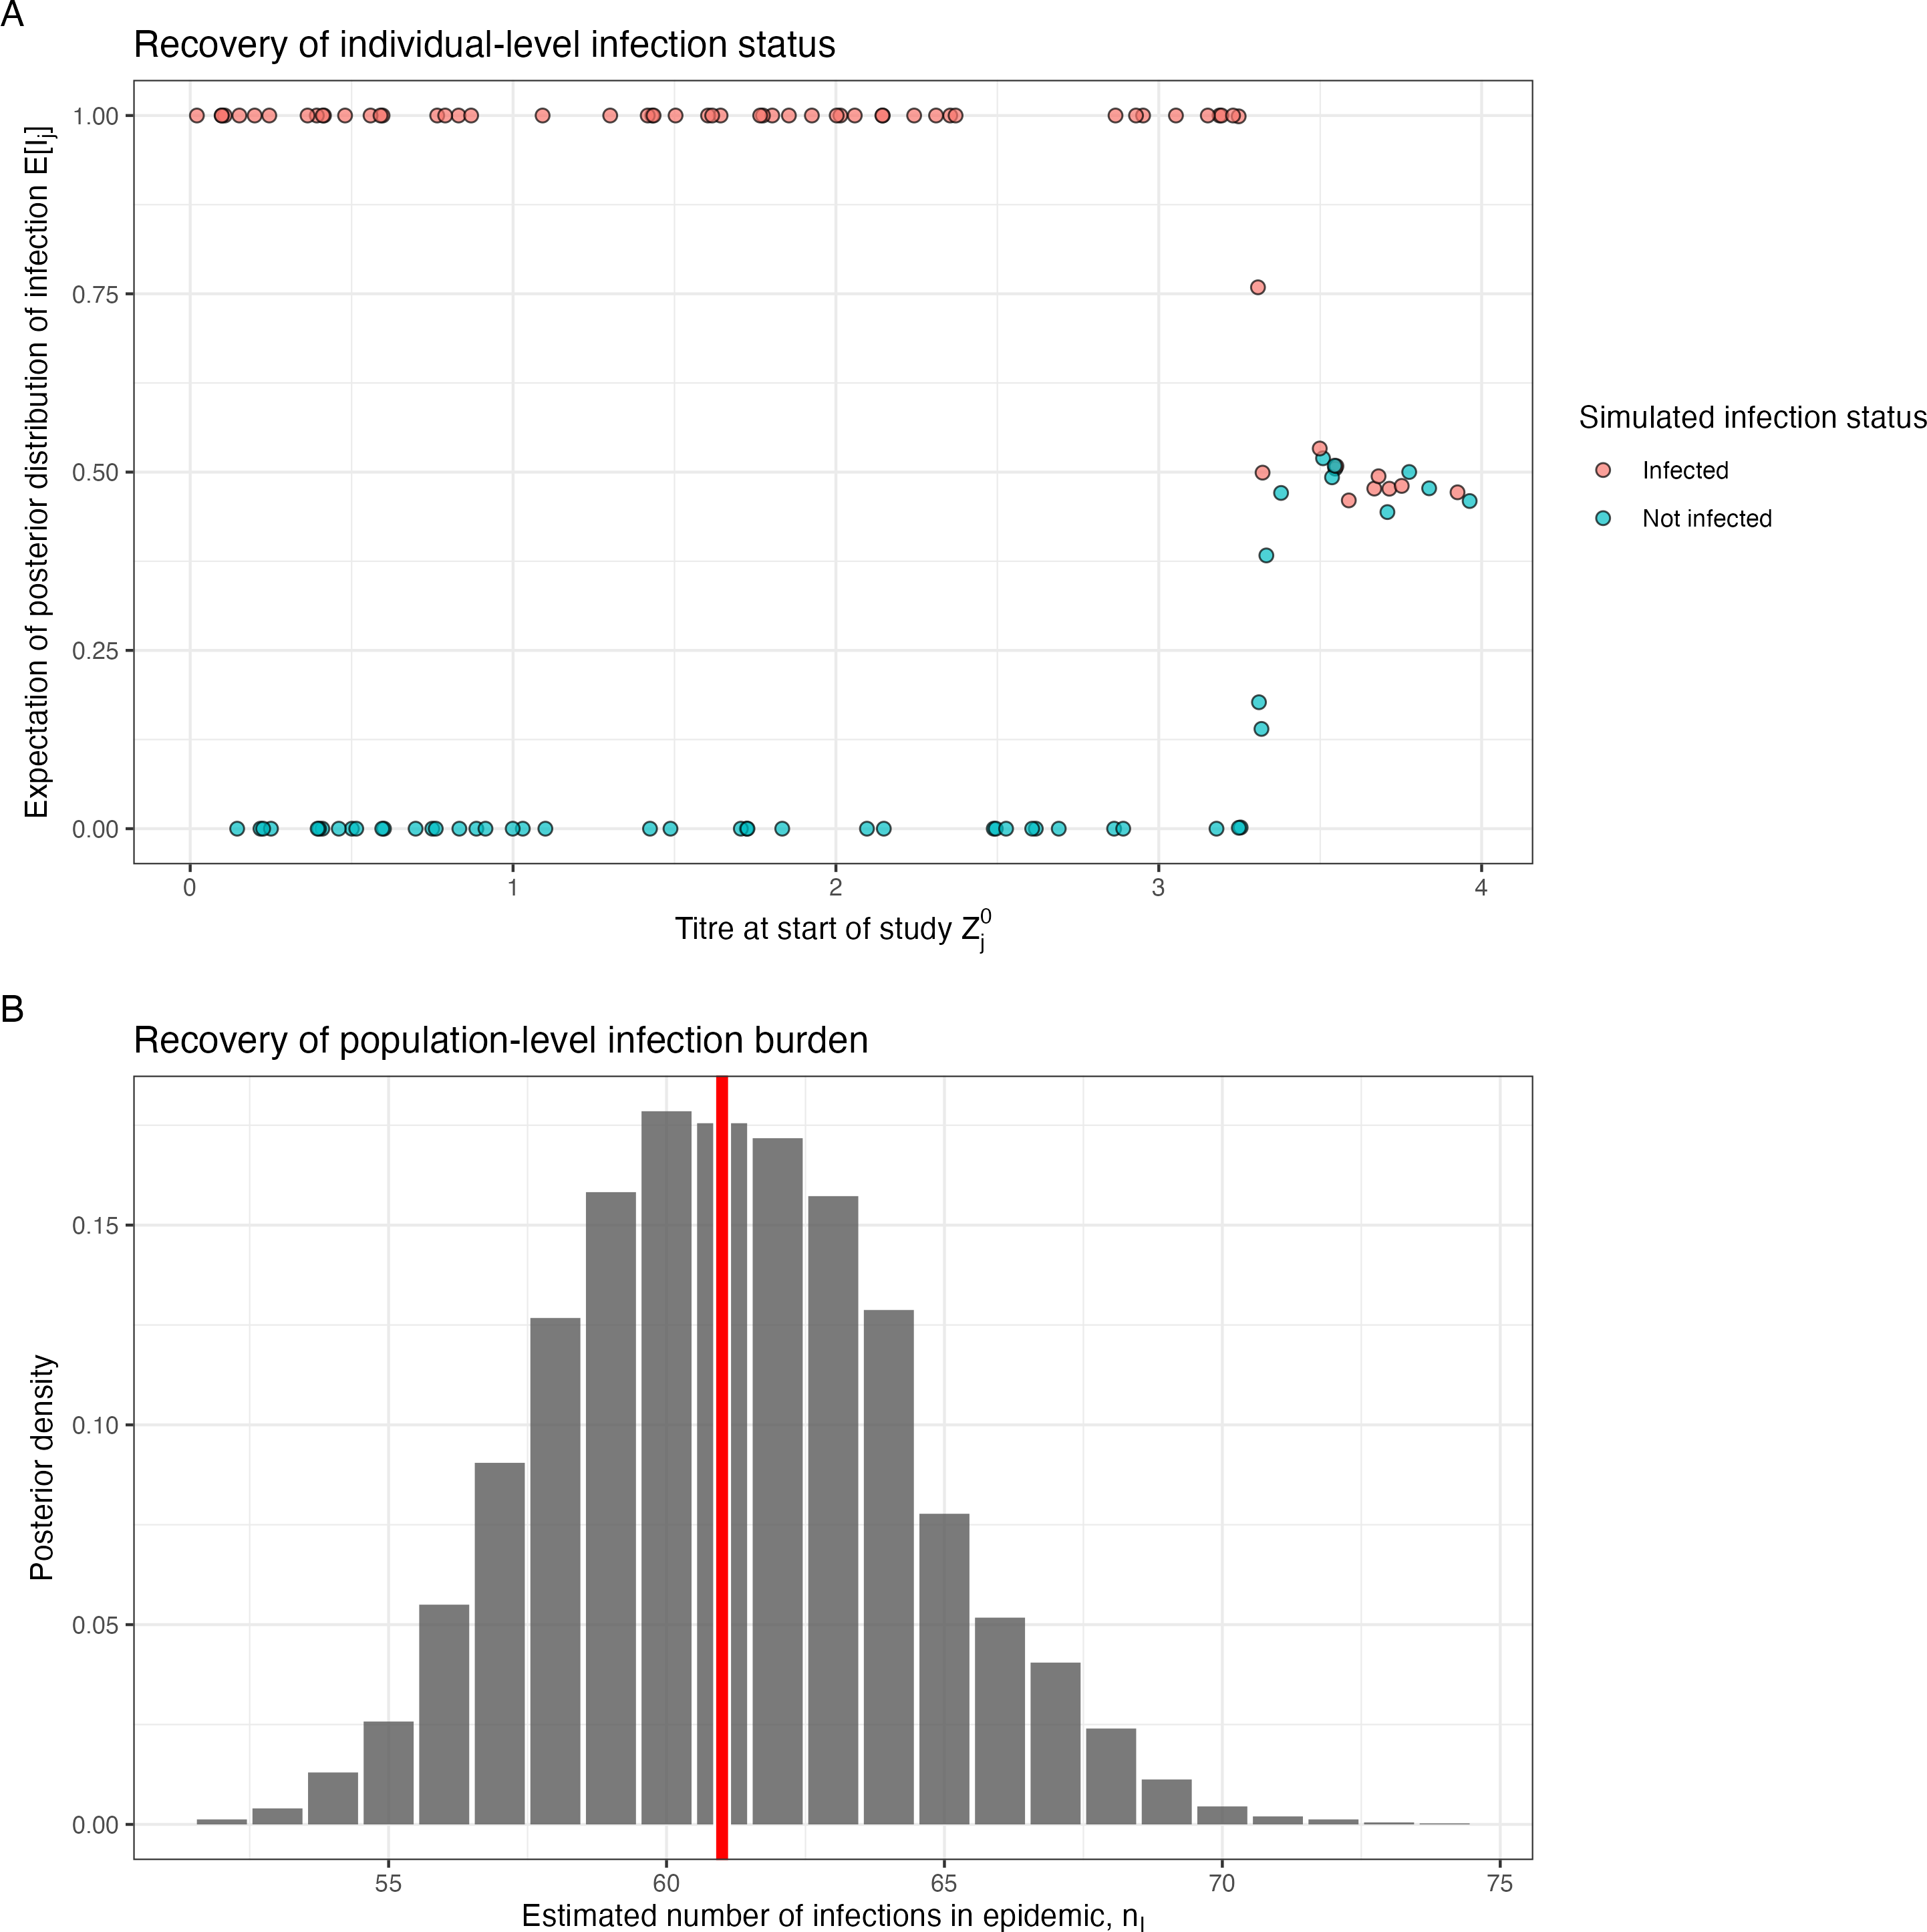 A
Recovery of individual-level infection status
Expectation of posterior distribution of infection E[Ij]
1.00
0.75
0.50
0.25
0.00
0 1 2 3 4
Titre at start of study Z_j^0
Simulated infection status
Infected
Not infected
B
Recovery of population-level infection burden
Posterior density
0.15
0.10
0.05
0.00
55 60 65 70 75
Estimated number of infections in epidemic, n_I